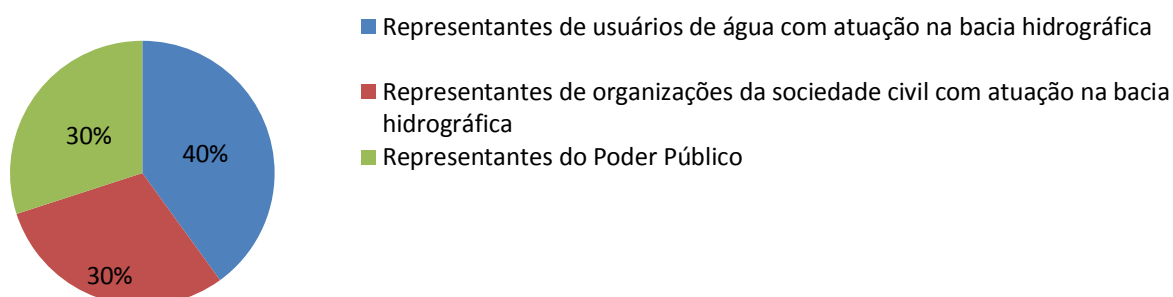 Representantes de usuários de água com atuação na bacia hidrográfica
Representantes de organizações da sociedade civil com atuação na bacia
hidrográfica
Representantes do Poder Público
30%
40%
30%